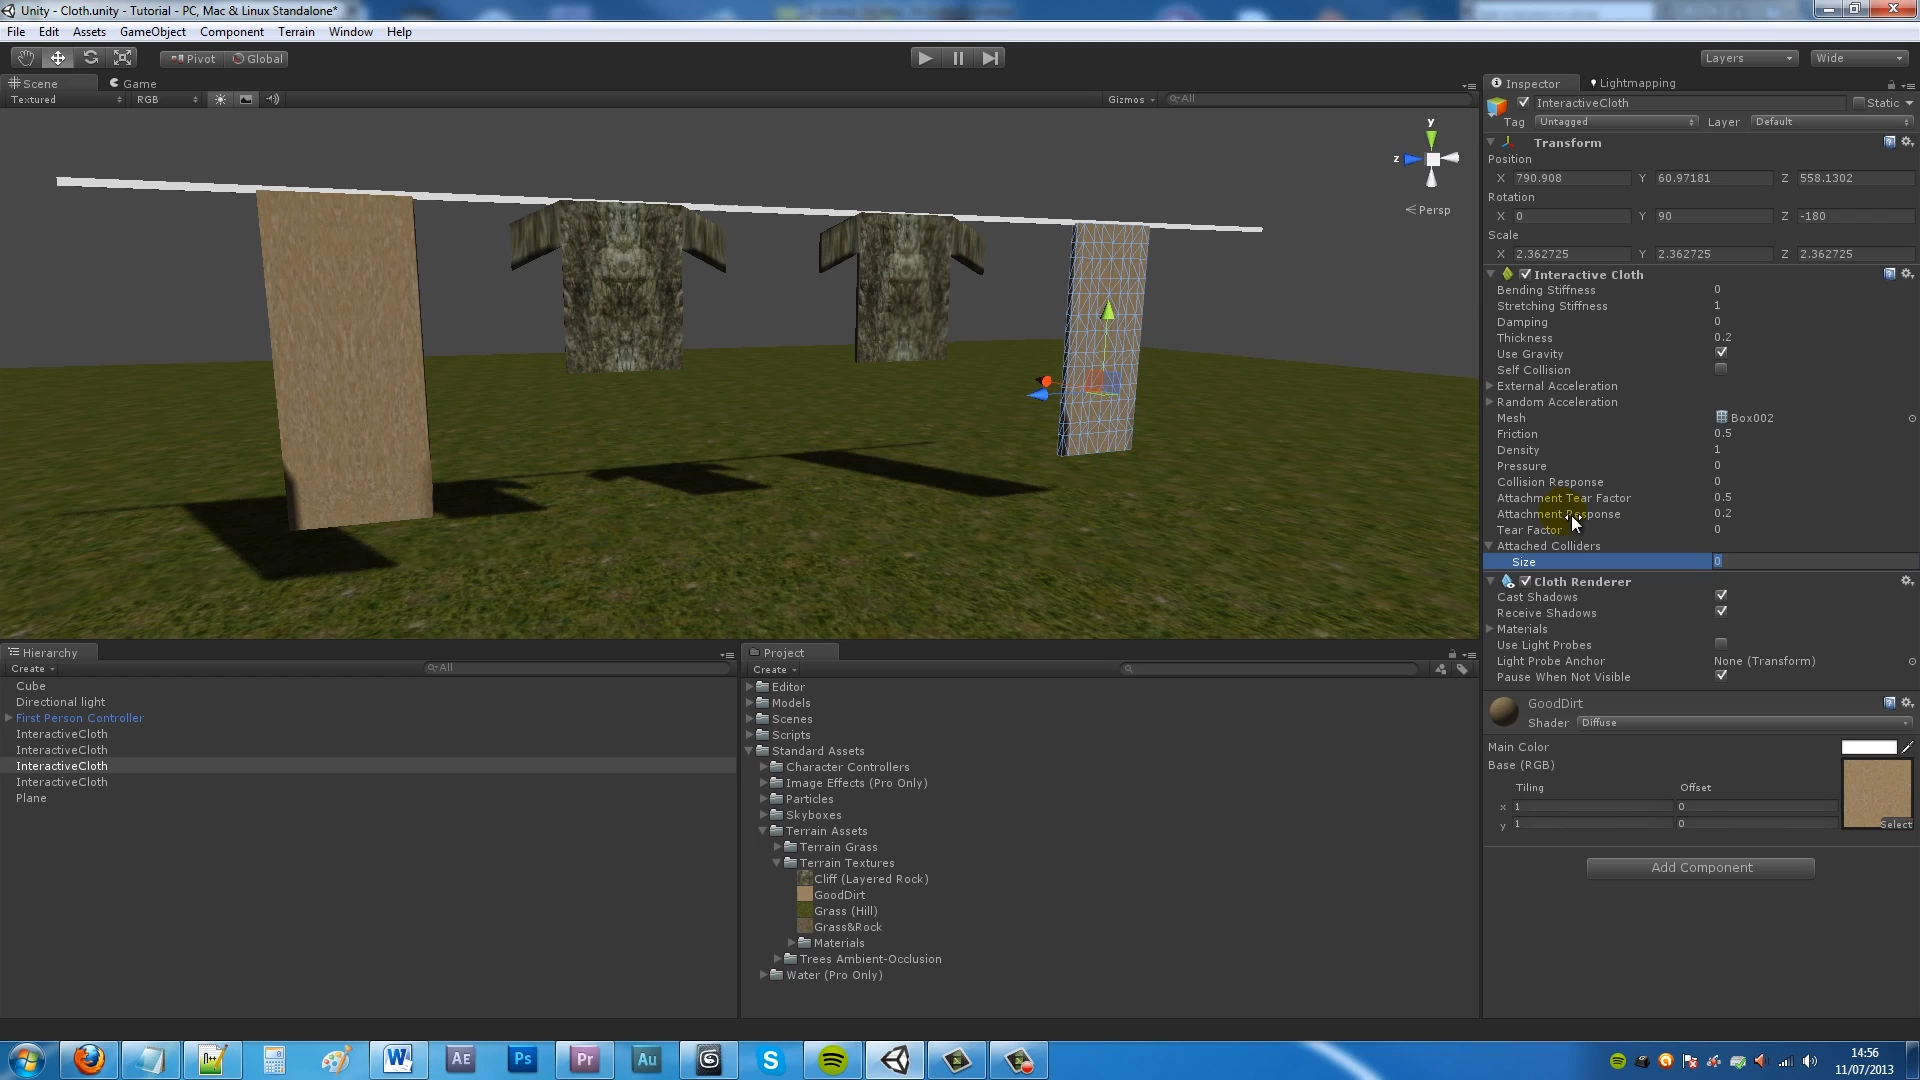 Unity - Cloth.unity - Tutorial - PC, Mac & Linux Standalone*
File Edit Assets GameObject Component Terrain Window Help
Pivot Global Layers Wide
Scene Game
Textured RGB Gizmos All
y
z
Persp
Inspector Lightmapping
InteractiveCloth Static
Tag Untagged Layer Default
Transform
Position
X 790.908 Y 60.97181 Z 558.1302
Rotation
X 0 Y 90 Z -180
Scale
X 2.362725 Y 2.362725 Z 2.362725
Interactive Cloth
Bending Stiffness 0
Stretching Stiffness 1
Damping 0
Thickness 0.2
Use Gravity
Self Collision
External Acceleration
Random Acceleration
Mesh Box002
Friction 0.5
Density 1
Pressure 0
Collision Response 0
Attachment Tear Factor 0.5
Attachment Response 0.2
Tear Factor 0
Attached Colliders
Size 0
Cloth Renderer
Cast Shadows
Receive Shadows
Materials
Use Light Probes
Light Probe Anchor None (Transform)
Pause When Not Visible
GoodDirt
Shader Diffuse
Main Color
Base (RGB)
Tiling Offset
x 1 0
y 1 0
Select
Add Component
Hierarchy
Create All
Cube
Directional light
First Person Controller
InteractiveCloth
InteractiveCloth
InteractiveCloth
InteractiveCloth
Plane
Project
Create
Editor
Models
Scenes
Scripts
Standard Assets
Character Controllers
Image Effects (Pro Only)
Particles
Skyboxes
Terrain Assets
Terrain Grass
Terrain Textures
Cliff (Layered Rock)
GoodDirt
Grass (Hill)
Grass&Rock
Materials
Trees Ambient-Occlusion
Water (Pro Only)
W AE Ps Pr Au S
14:56
11/07/2013